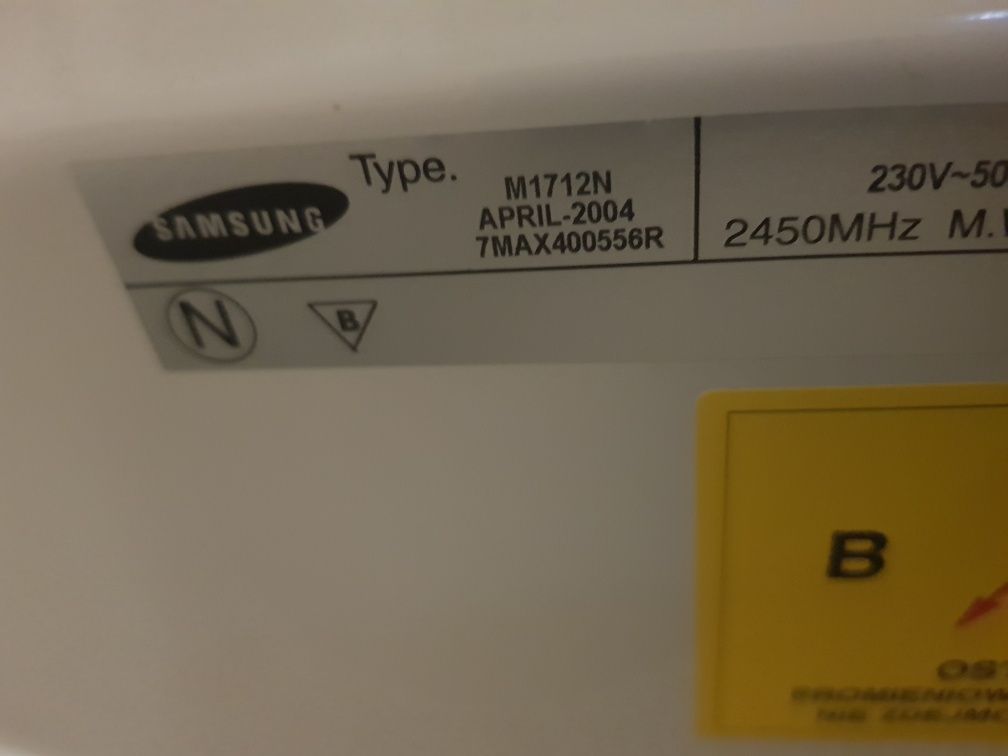 SAMSUNG
Type.
M1712N
APRIL-2004
7MAX400556R
230V~50
2450MHz M.
N
B
B